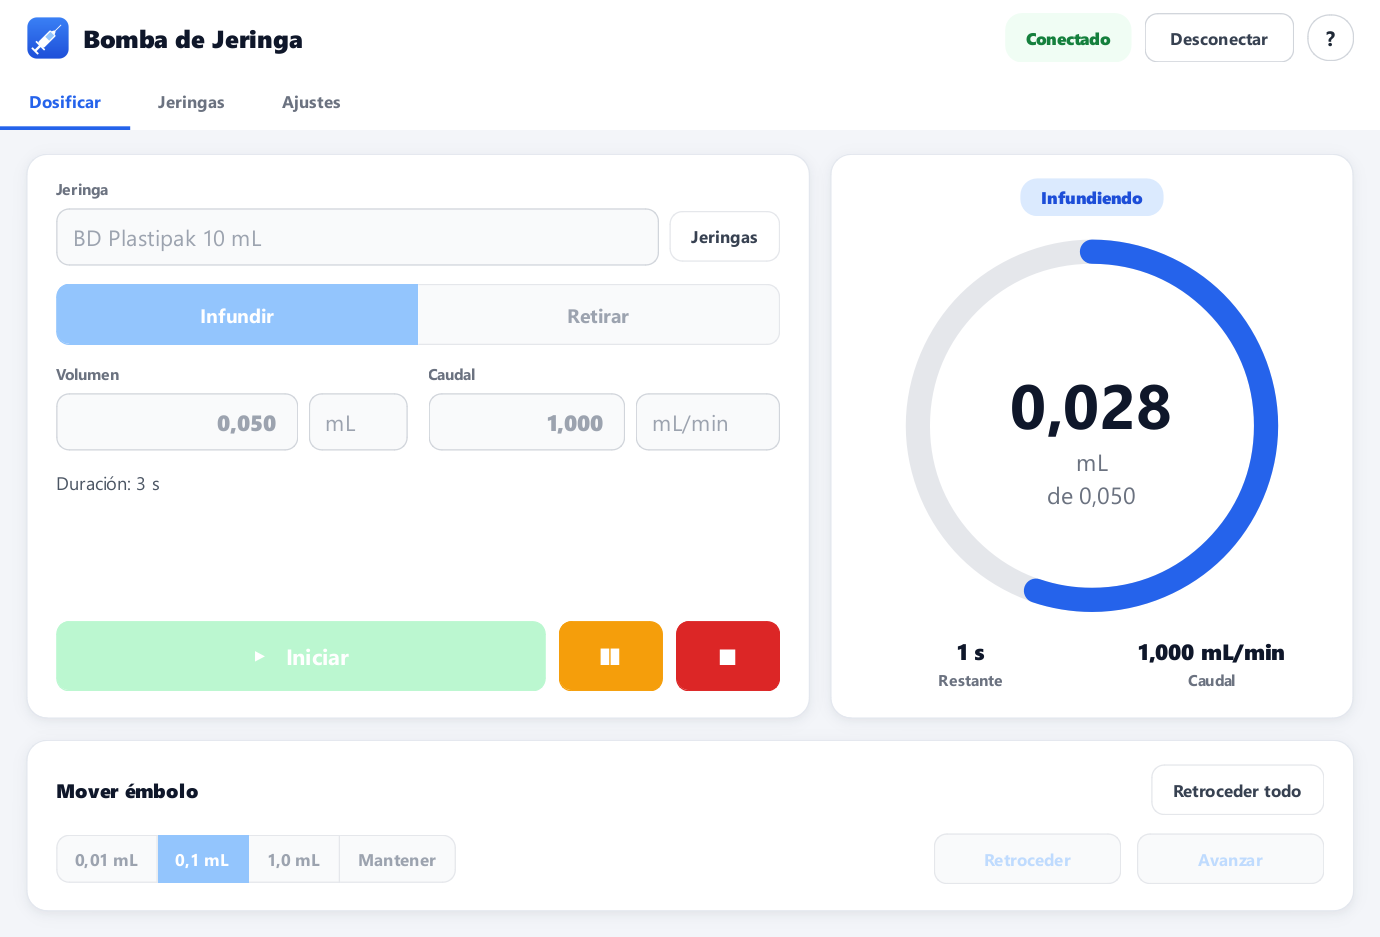 Bomba de Jeringa
Conectado
Desconectar
?
Dosificar
Jeringas
Ajustes
Jeringa
BD Plastipak 10 mL
Jeringas
Infundir
Retirar
Volumen
Caudal
0,050
mL
1,000
mL/min
Duración: 3 s
Iniciar
Infundiendo
0,028
mL
de 0,050
1 s
Restante
1,000 mL/min
Caudal
Mover émbolo
Retroceder todo
0,01 mL
0,1 mL
1,0 mL
Mantener
Retroceder
Avanzar